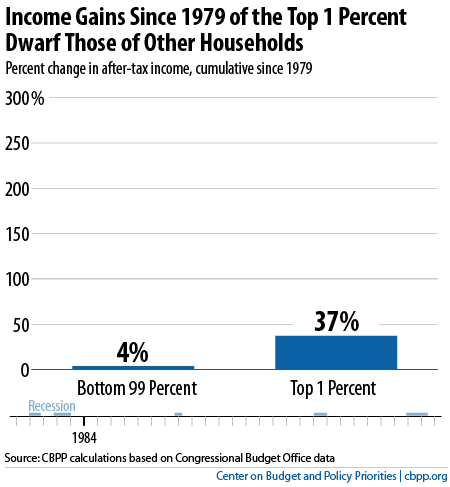 Income Gains Since 1979 of the Top 1 Percent
Dwarf Those of Other Households
Percent change in after-tax income, cumulative since 1979
300%
250
200
150
100
50
0
4%
37%
Bottom 99 Percent
Top 1 Percent
Recession
1984
Source: CBPP calculations based on Congressional Budget Office data
Center on Budget and Policy Priorities | cbpp.org